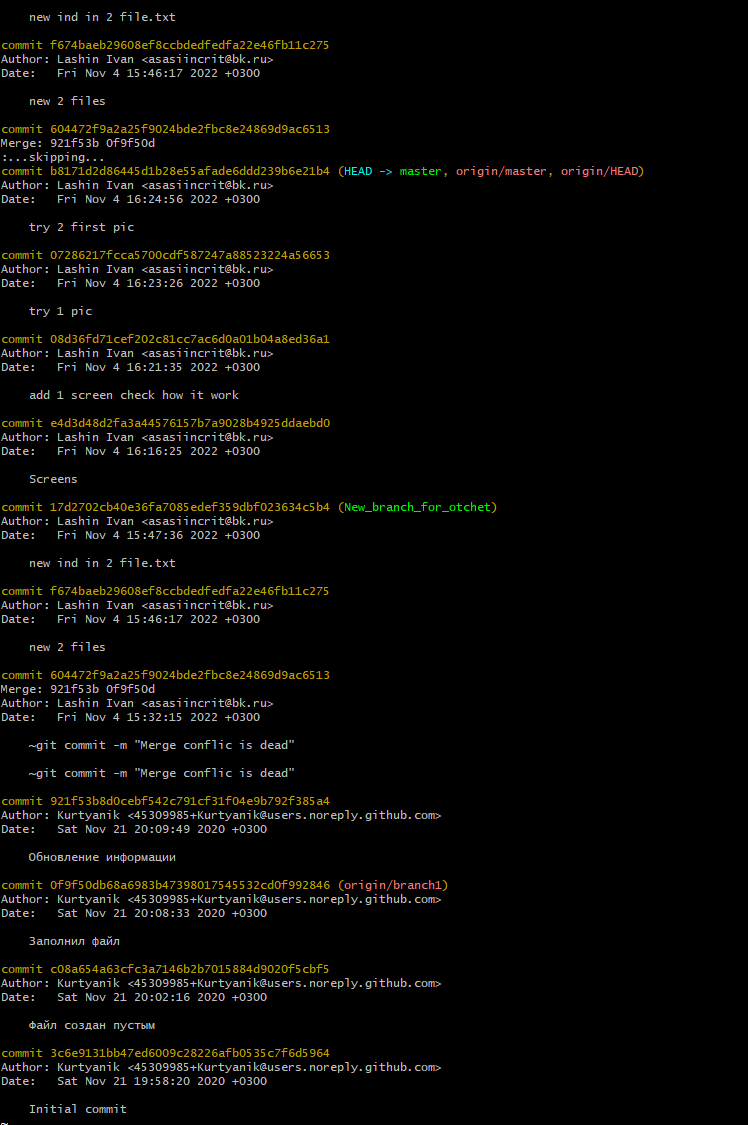 new ind in 2 file.txt
commit f674baeb29608ef8ccbdedfedfa22e46fb11c275
Author: Lashin Ivan <asasiincrit@bk.ru>
Date:   Fri Nov 4 15:46:17 2022 +0300
new 2 files
commit 604472f9a2a25f9024bde2fbc8e24869d9ac6513
Merge: 921f53b 0f9f50d
:...skipping...
commit b8171d2d86445d1b28e55afade6ddd239b6e21b4 (HEAD -> master, origin/master, origin/HEAD)
Author: Lashin Ivan <asasiincrit@bk.ru>
Date:   Fri Nov 4 16:24:56 2022 +0300
try 2 first pic
commit 07286217fcca5700cdf587247a88523224a56653
Author: Lashin Ivan <asasiincrit@bk.ru>
Date:   Fri Nov 4 16:23:26 2022 +0300
try 1 pic
commit 08d36fd71cef202c81cc7ac6d0a01b04a8ed36a1
Author: Lashin Ivan <asasiincrit@bk.ru>
Date:   Fri Nov 4 16:21:35 2022 +0300
add 1 screen check how it work
commit e4d3d48d2fa3a44576157b7a9028b4925ddaebd0
Author: Lashin Ivan <asasiincrit@bk.ru>
Date:   Fri Nov 4 16:16:25 2022 +0300
Screens
commit 17d2702cb40e36fa7085edef359dbf023634c5b4 (New_branch_for_otchet)
Author: Lashin Ivan <asasiincrit@bk.ru>
Date:   Fri Nov 4 15:47:36 2022 +0300
new ind in 2 file.txt
commit f674baeb29608ef8ccbdedfedfa22e46fb11c275
Author: Lashin Ivan <asasiincrit@bk.ru>
Date:   Fri Nov 4 15:46:17 2022 +0300
new 2 files
commit 604472f9a2a25f9024bde2fbc8e24869d9ac6513
Merge: 921f53b 0f9f50d
Author: Lashin Ivan <asasiincrit@bk.ru>
Date:   Fri Nov 4 15:32:15 2022 +0300
~git commit -m "Merge conflic is dead"
~git commit -m "Merge conflic is dead"
commit 921f53b8d0cebf542c791cf31f04e9b792f385a4
Author: Kurtyanik <45309985+Kurtyanik@users.noreply.github.com>
Date:   Sat Nov 21 20:09:49 2020 +0300
Обновление информации
commit 0f9f50db68a6983b47398017545532cd0f992846 (origin/branch1)
Author: Kurtyanik <45309985+Kurtyanik@users.noreply.github.com>
Date:   Sat Nov 21 20:08:33 2020 +0300
Заполнил файл
commit c08a654a63cfc3a7146b2b7015884d9020f5cbf5
Author: Kurtyanik <45309985+Kurtyanik@users.noreply.github.com>
Date:   Sat Nov 21 20:02:16 2020 +0300
Файл создан пустым
commit 3c6e9131bb47ed6009c28226afb0535c7f6d5964
Author: Kurtyanik <45309985+Kurtyanik@users.noreply.github.com>
Date:   Sat Nov 21 19:58:20 2020 +0300
Initial commit
~